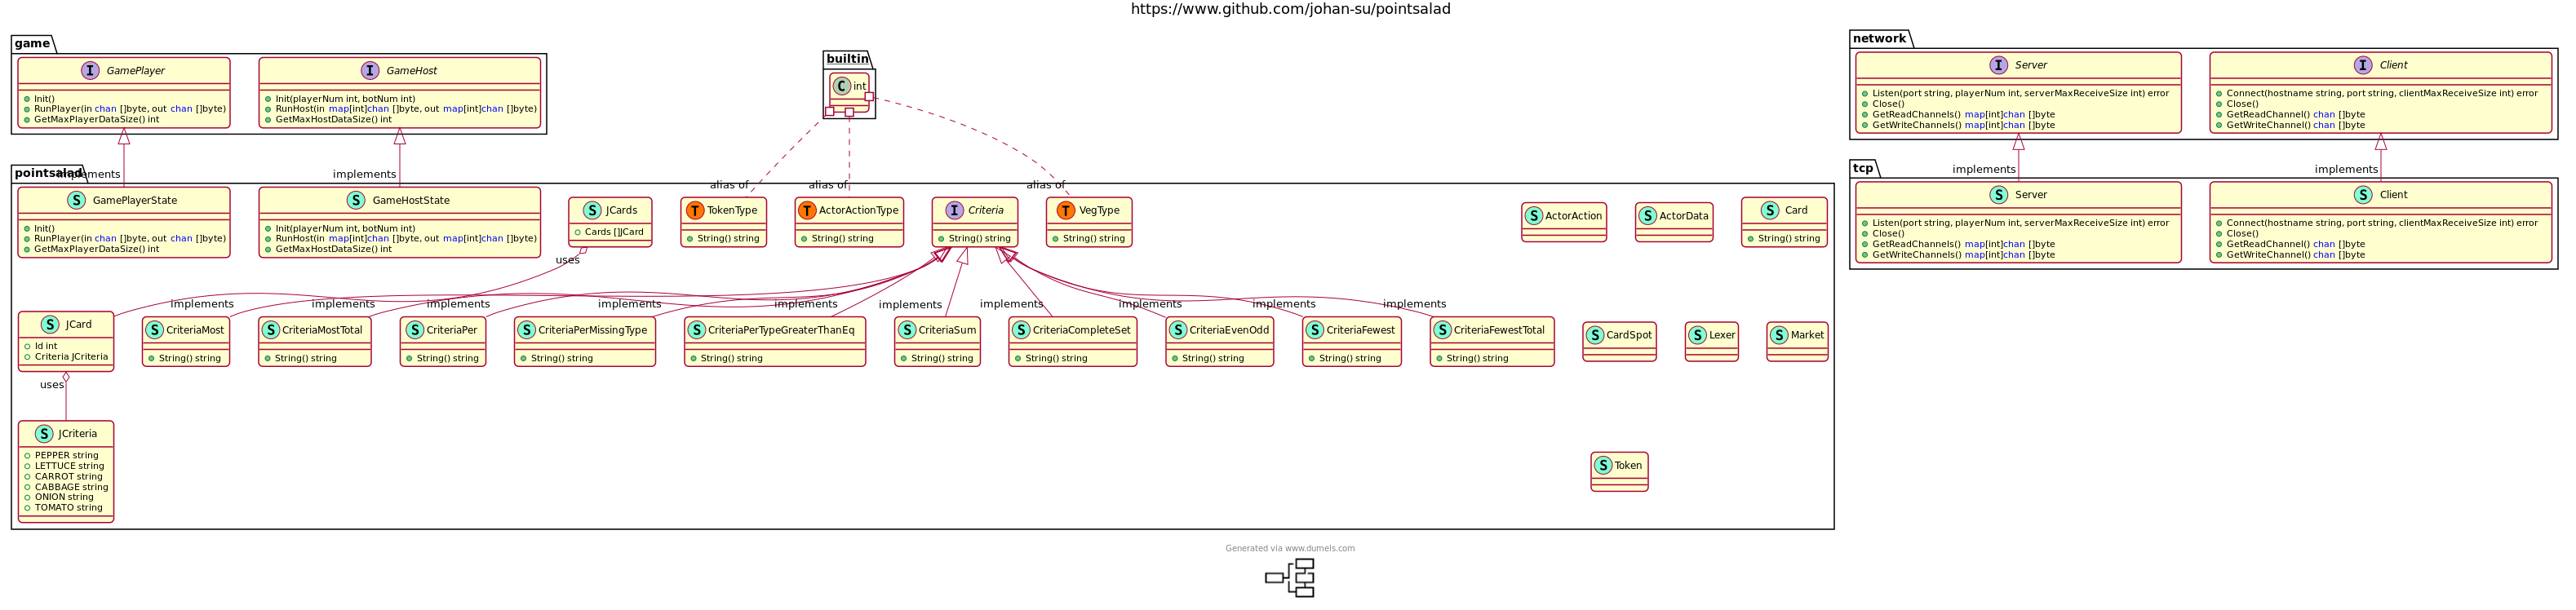 https://www.github.com/johan-su/pointsalad
game
I GamePlayer
Init()
RunPlayer(in chan []byte, out chan []byte)
GetMaxPlayerDataSize() int
I GameHost
Init(playerNum int, botNum int)
RunHost(in map[int]chan []byte, out map[int]chan []byte)
GetMaxHostDataSize() int
builtin
C int
network
I Server
Listen(port string, playerNum int, serverMaxReceiveSize int) error
Close()
GetReadChannels() map[int]chan []byte
GetWriteChannels() map[int]chan []byte
I Client
Connect(hostname string, port string, clientMaxReceiveSize int) error
Close()
GetReadChannel() chan []byte
GetWriteChannel() chan []byte
implements
implements
alias of
alias of
alias of
implements
implements
pointsalad
S GamePlayerState
Init()
RunPlayer(in chan []byte, out chan []byte)
GetMaxPlayerDataSize() int
S GameHostState
Init(playerNum int, botNum int)
RunHost(in map[int]chan []byte, out map[int]chan []byte)
GetMaxHostDataSize() int
S JCards
Cards []JCard
T TokenType
String() string
T ActorActionType
String() string
I Criteria
String() string
T VegType
String() string
S ActorAction
S ActorData
S Card
String() string
tcp
S Server
Listen(port string, playerNum int, serverMaxReceiveSize int) error
Close()
GetReadChannels() map[int]chan []byte
GetWriteChannels() map[int]chan []byte
S Client
Connect(hostname string, port string, clientMaxReceiveSize int) error
Close()
GetReadChannel() chan []byte
GetWriteChannel() chan []byte
uses
implements
implements
implements
implements
implements
implements
implements
implements
implements
implements
S JCard
Id int
Criteria JCriteria
S CriteriaMost
String() string
S CriteriaMostTotal
String() string
S CriteriaPer
String() string
S CriteriaPerMissingType
String() string
S CriteriaPerTypeGreaterThanEq
String() string
S CriteriaSum
String() string
S CriteriaCompleteSet
String() string
S CriteriaEvenOdd
String() string
S CriteriaFewest
String() string
S CriteriaFewestTotal
String() string
S CardSpot
S Lexer
S Market
uses
S JCriteria
PEPPER string
LETTUCE string
CARROT string
CABBAGE string
ONION string
TOMATO string
S Token
Generated via www.dumels.com